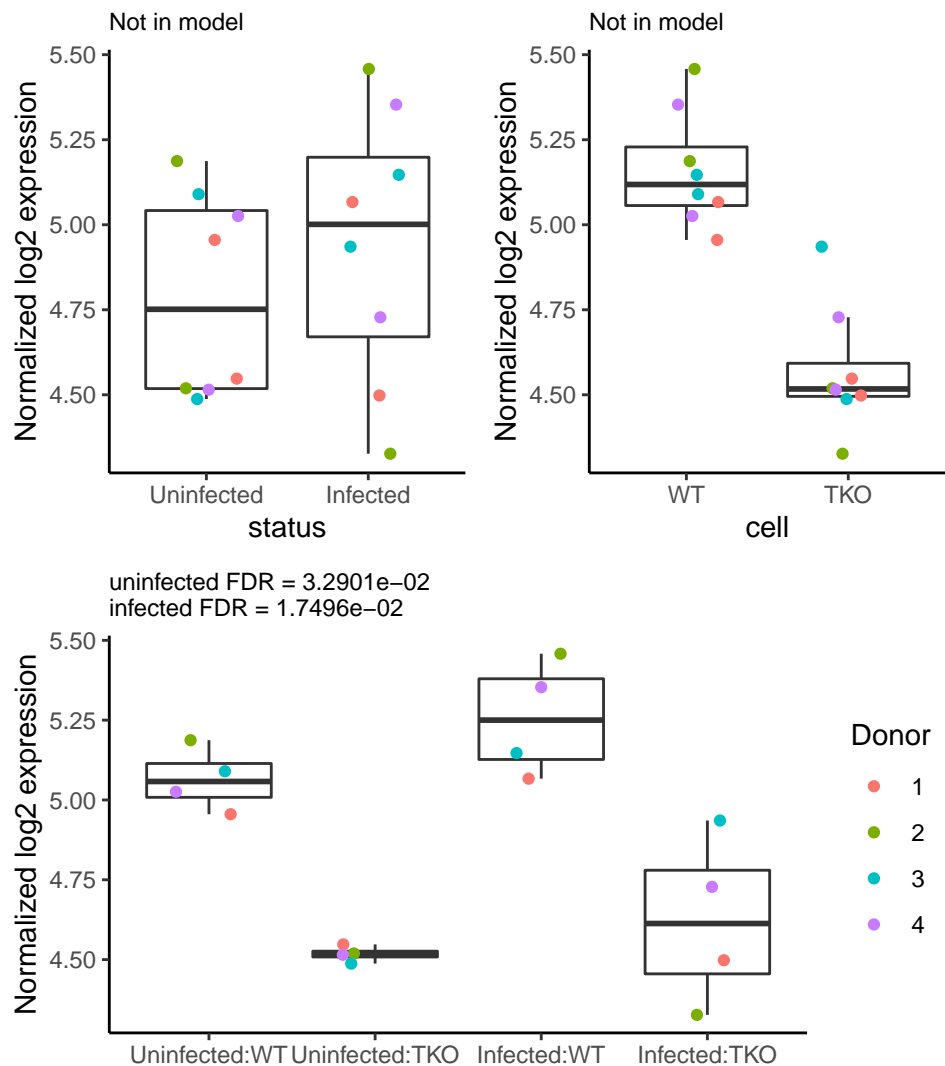 Not in model
Normalized log2 expression
5.50
5.25
5.00
4.75
4.50
Uninfected
Infected
status
Not in model
Normalized log2 expression
5.50
5.25
5.00
4.75
4.50
WT
TKO
cell
uninfected FDR = 3.2901e−02
infected FDR = 1.7496e−02
Normalized log2 expression
5.50
5.25
5.00
4.75
4.50
Uninfected:WT
Uninfected:TKO
Infected:WT
Infected:TKO
Donor
1
2
3
4